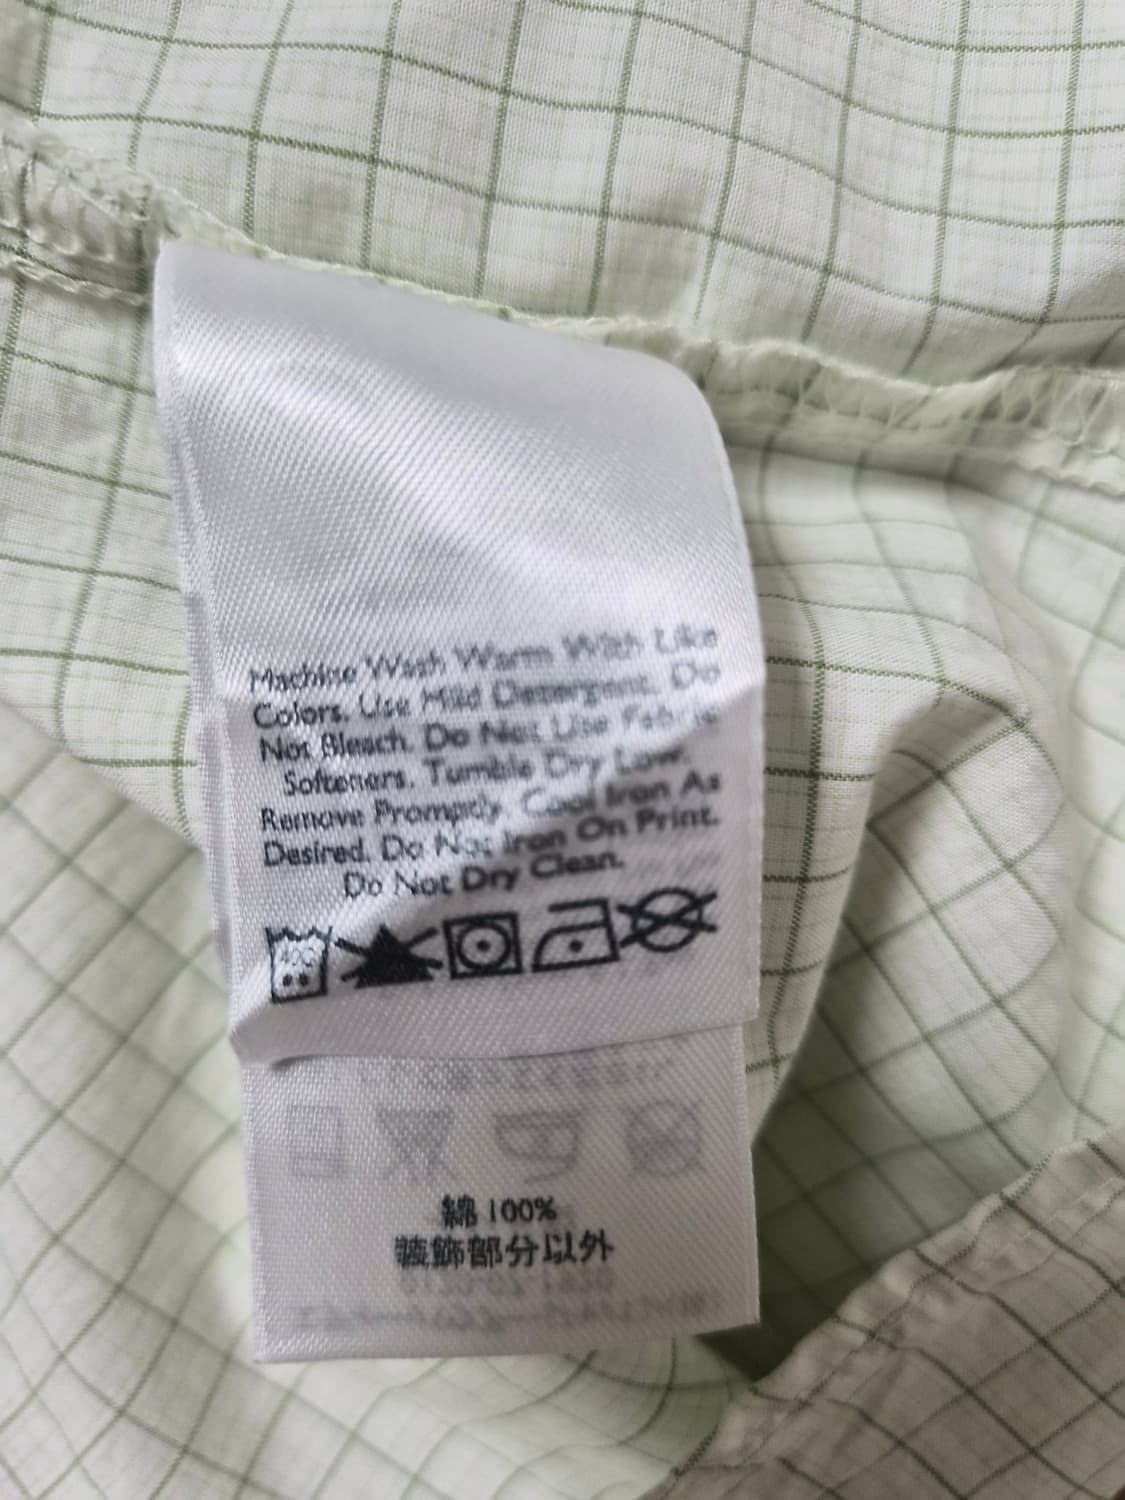 Machine Wash Warm With Like
Colors. Use Mild Detergent. Do
Not Bleach. Do Not Use Fabric
Softeners. Tumble Dry Low.
Remove Promptly. Cool Iron As
Desired. Do Not Iron On Print.
Do Not Dry Clean.
40C
綿 100%
装飾部分以外